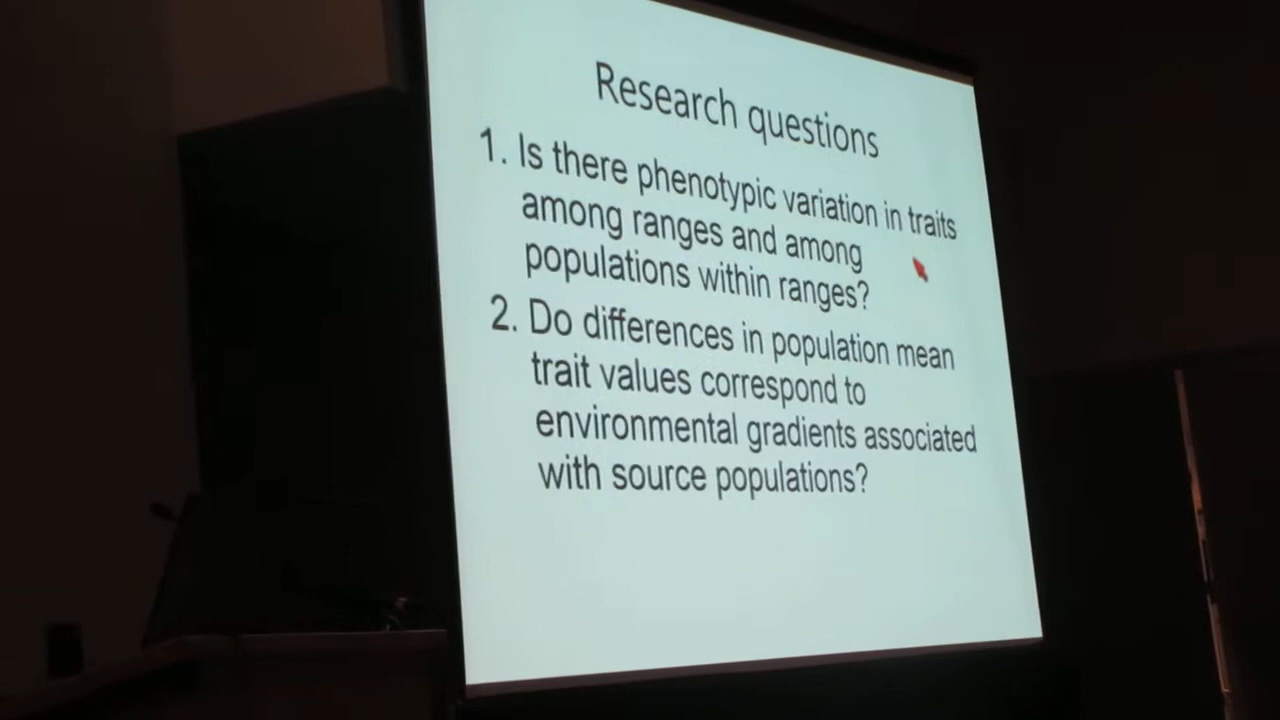 Research questions
1. Is there phenotypic variation in traits
among ranges and among
populations within ranges?
2. Do differences in population mean
trait values correspond to
environmental gradients associated
with source populations?